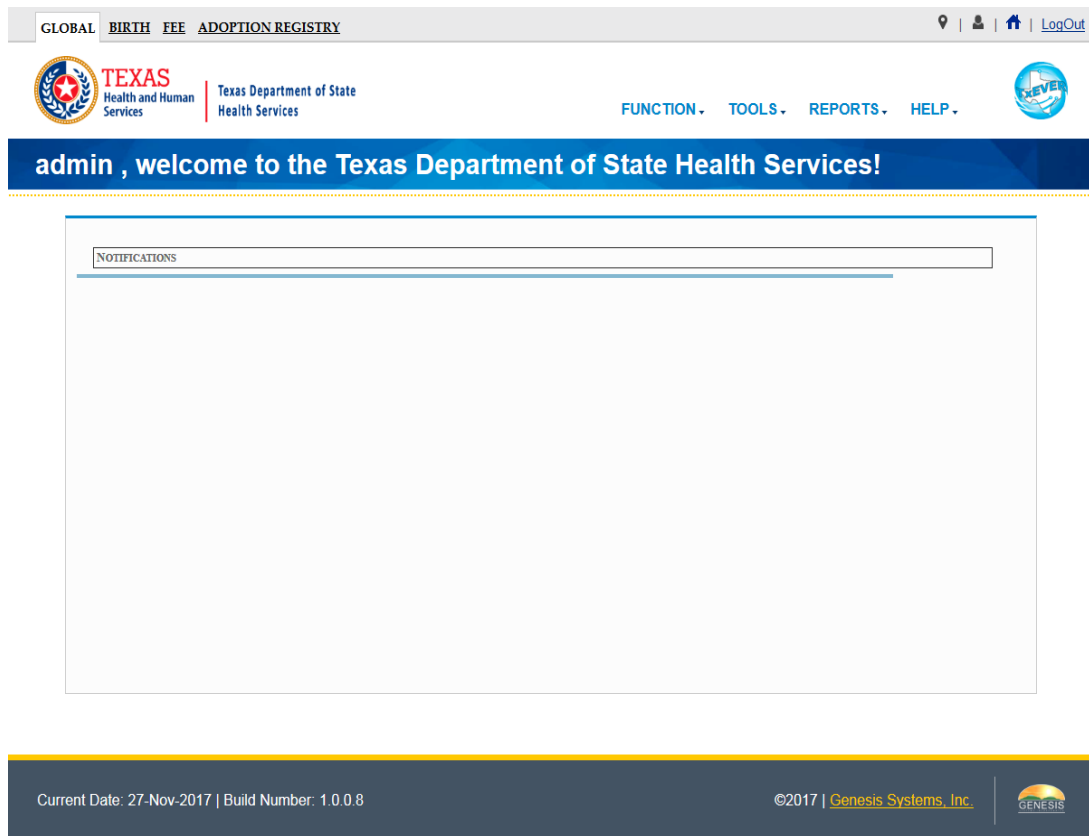 GLOBAL BIRTH FEE ADOPTION REGISTRY | | | LogOut
TEXAS
Health and Human
Services
Texas Department of State
Health Services
FUNCTION TOOLS REPORTS HELP
TxEVER
admin , welcome to the Texas Department of State Health Services!
NOTIFICATIONS
Current Date: 27-Nov-2017 | Build Number: 1.0.0.8
©2017 | Genesis Systems, Inc.
GENESIS